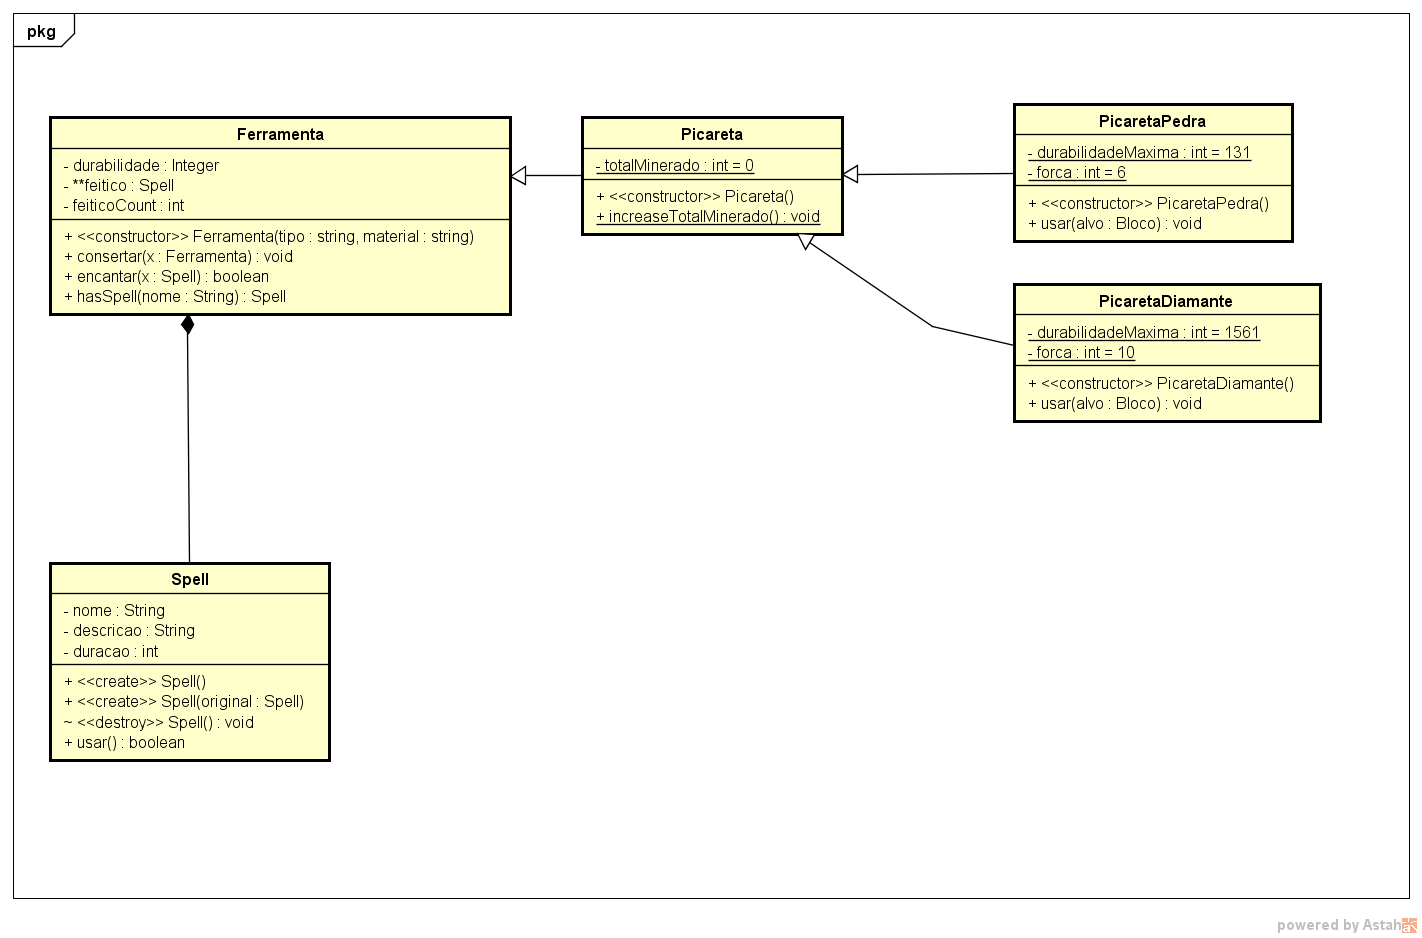 pkg
Ferramenta
- durabilidade : Integer
- **feitico : Spell
- feiticoCount : int
+ <<constructor>> Ferramenta(tipo : string, material : string)
+ consertar(x : Ferramenta) : void
+ encantar(x : Spell) : boolean
+ hasSpell(nome : String) : Spell
Picareta
- totalMinerado : int = 0
+ <<constructor>> Picareta()
+ increaseTotalMinerado() : void
PicaretaPedra
- durabilidadeMaxima : int = 131
- forca : int = 6
+ <<constructor>> PicaretaPedra()
+ usar(alvo : Bloco) : void
PicaretaDiamante
- durabilidadeMaxima : int = 1561
- forca : int = 10
+ <<constructor>> PicaretaDiamante()
+ usar(alvo : Bloco) : void
Spell
- nome : String
- descricao : String
- duracao : int
+ <<create>> Spell()
+ <<create>> Spell(original : Spell)
~ <<destroy>> Spell() : void
+ usar() : boolean
powered by Astah